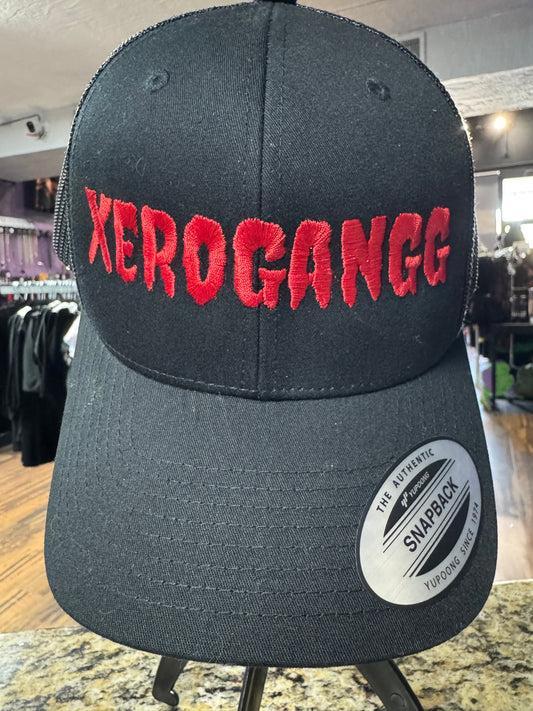 XEROGANGG
THE AUTHENTIC
YUPOONG
SNAPBACK
YUPOONG SINCE 1974